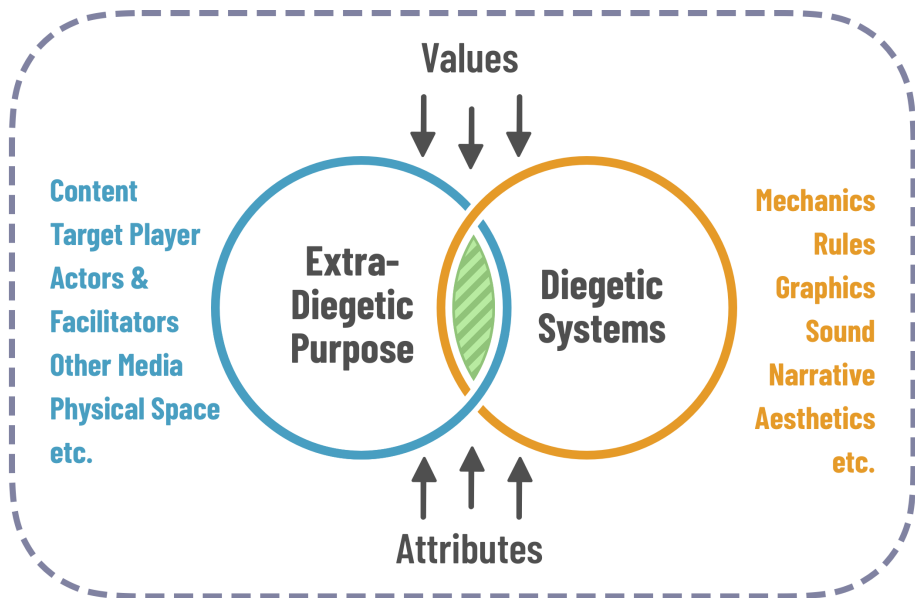 Values
Content
Target Player
Actors &
Facilitators
Other Media
Physical Space
etc.
Extra-
Diegetic
Purpose
Diegetic
Systems
Mechanics
Rules
Graphics
Sound
Narrative
Aesthetics
etc.
Attributes